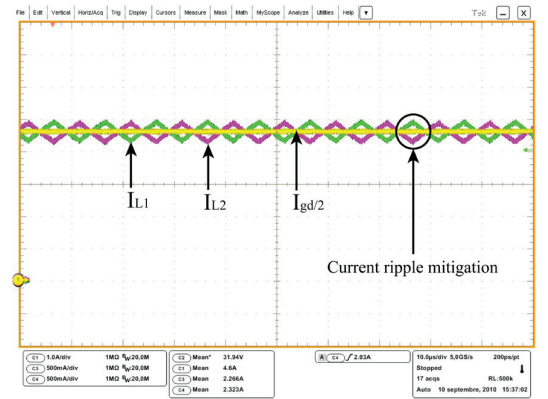 File Edit Vertical Horiz/Acq Trig Display Cursors Measure Mask Math MyScope Analyze Utilities Help Tek X
IL1 IL2 Igd/2
Current ripple mitigation
C1 1.0A/div 1MΩ BW:20,0M
C3 500mA/div 1MΩ BW:20,0M
C4 500mA/div 1MΩ BW:20,0M
C2 Mean* 31.94V
C1 Mean 4.6A
C3 Mean 2.266A
C4 Mean 2.323A
A C4 2.03A
10.0µs/div 5,0GS/s 200ps/pt
Stopped
17 acqs RL:500k
Auto 10 septembre, 2018 15:37:02